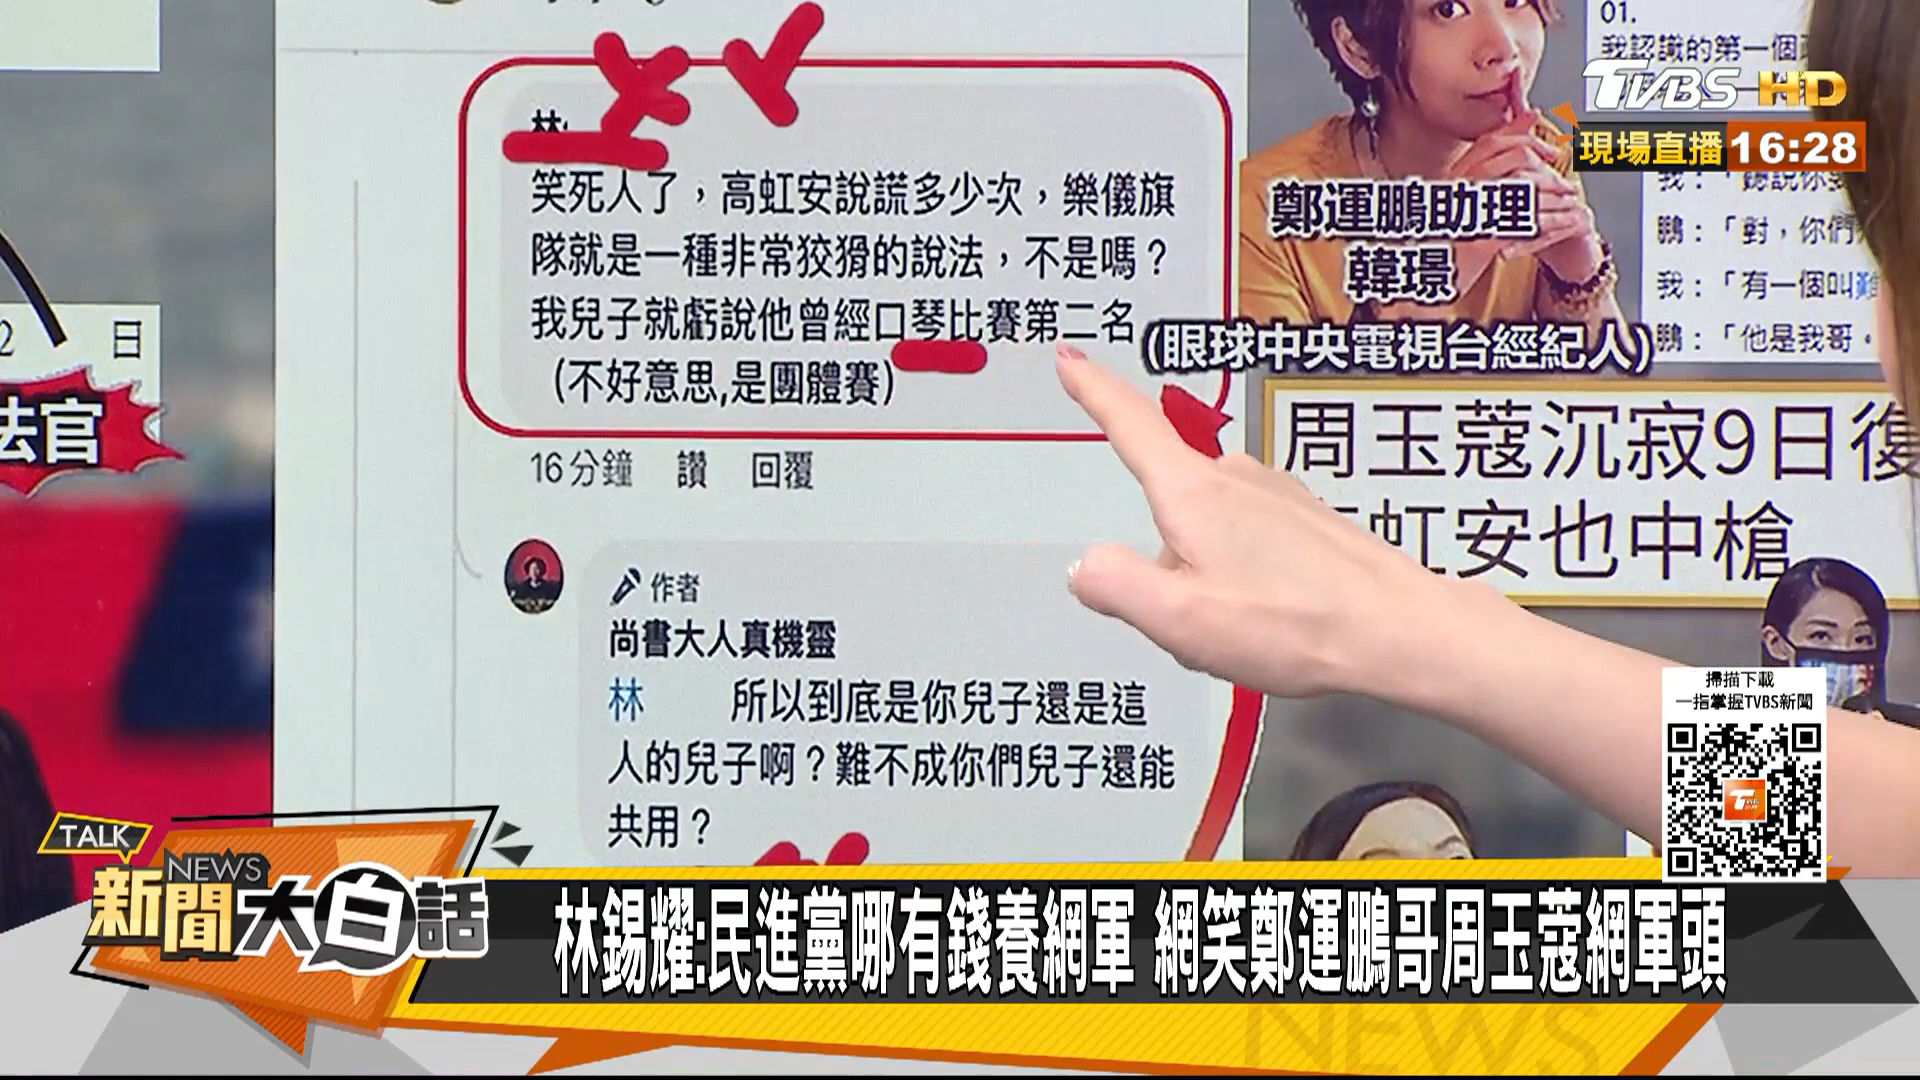 01.
我認識的第一個
TVBS HD
現場直播 16:28
林
笑死人了，高虹安說謊多少次，樂儀旗
隊就是一種非常狡猾的說法，不是嗎？
我兒子就虧說他曾經口琴比賽第二名
(不好意思,是團體賽)
16分鐘 讚 回覆
作者
尚書大人真機靈
林 所以到底是你兒子還是這
人的兒子啊？難不成你們兒子還能
共用？
日
法官
鄭運鵬助理
韓璟
(眼球中央電視台經紀人)
我：「聽說你
鵬：「對，你們
我：「有一個叫
鵬：「他是我哥。
周玉蔻沉寂9日復
虹安也中槍
掃描下載
一指掌握TVBS新聞
TALK
NEWS
新聞大白話
林錫耀:民進黨哪有錢養網軍 網笑鄭運鵬哥周玉蔻網軍頭
NEWS